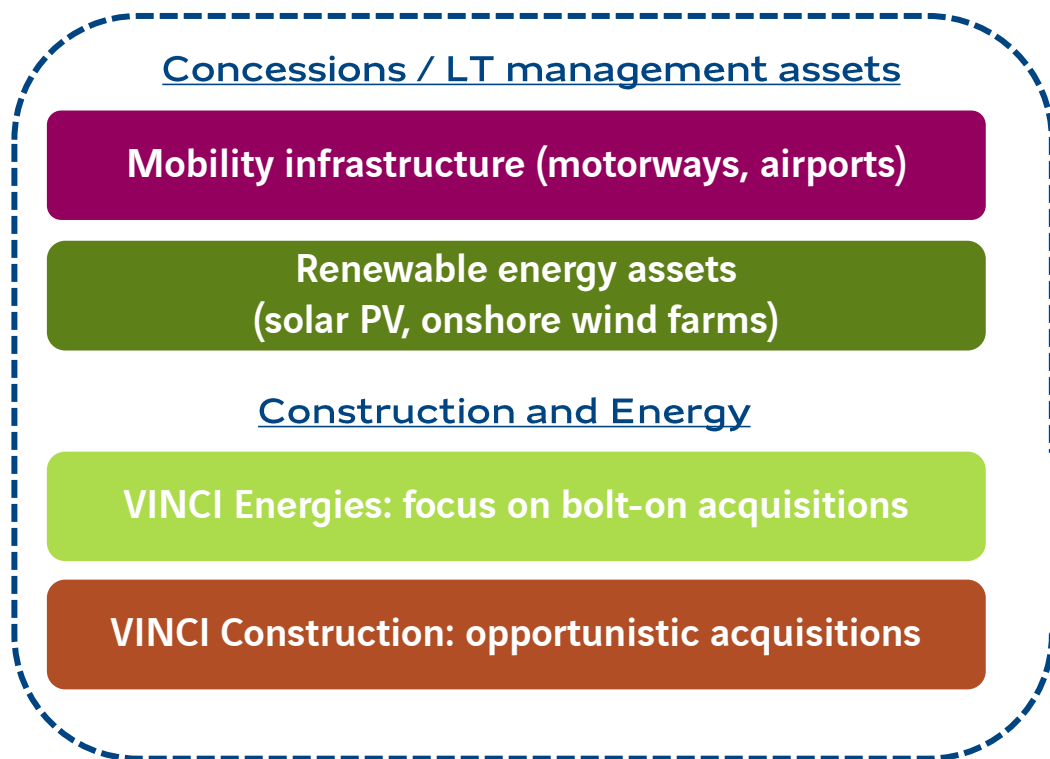 Concessions / LT management assets
Mobility infrastructure (motorways, airports)
Renewable energy assets
(solar PV, onshore wind farms)
Construction and Energy
VINCI Energies: focus on bolt-on acquisitions
VINCI Construction: opportunistic acquisitions